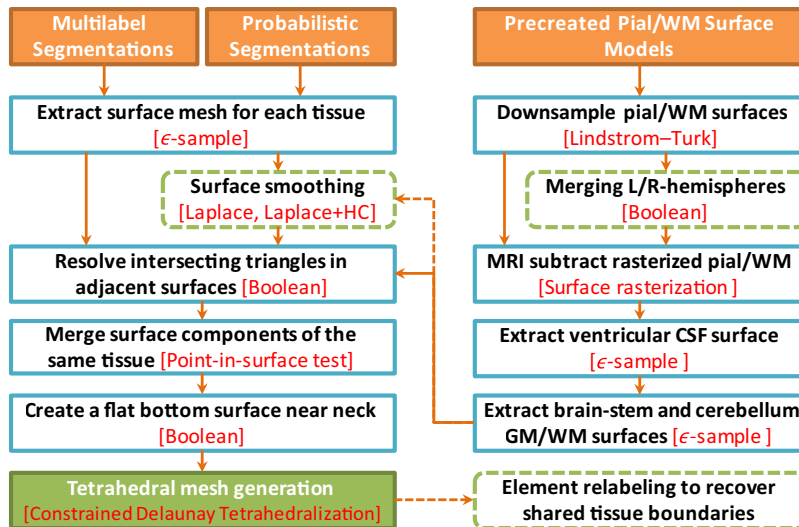 Multilabel
Segmentations
Probabilistic
Segmentations
Extract surface mesh for each tissue
[ϵ-sample]
Surface smoothing
[Laplace, Laplace+HC]
Resolve intersecting triangles in
adjacent surfaces [Boolean]
Merge surface components of the
same tissue [Point-in-surface test]
Create a flat bottom surface near neck
[Boolean]
Tetrahedral mesh generation
[Constrained Delaunay Tetrahedralization]
Precreated Pial/WM Surface
Models
Downsample pial/WM surfaces
[Lindstrom–Turk]
Merging L/R-hemispheres
[Boolean]
MRI subtract rasterized pial/WM
[Surface rasterization ]
Extract ventricular CSF surface
[ϵ-sample ]
Extract brain-stem and cerebellum
GM/WM surfaces [ϵ-sample ]
Element relabeling to recover
shared tissue boundaries